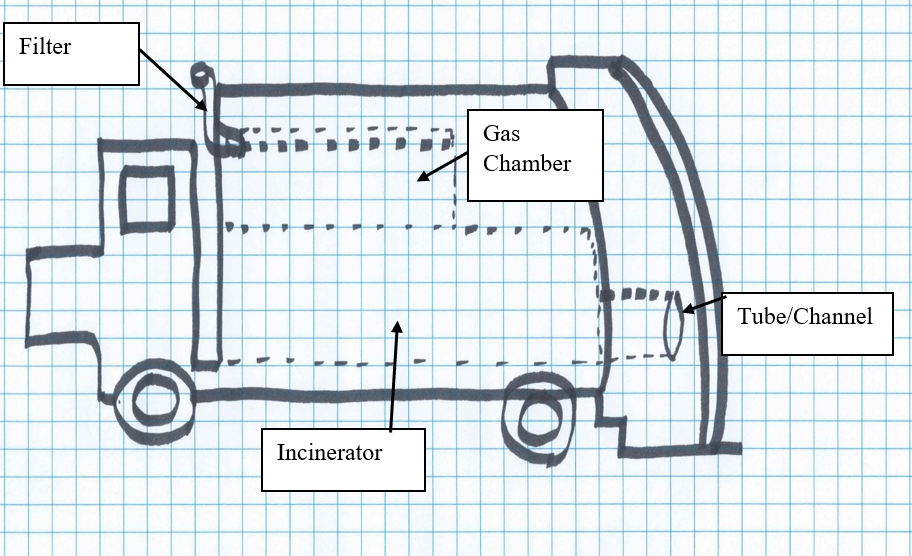 Filter
Gas
Chamber
Tube/Channel
Incinerator